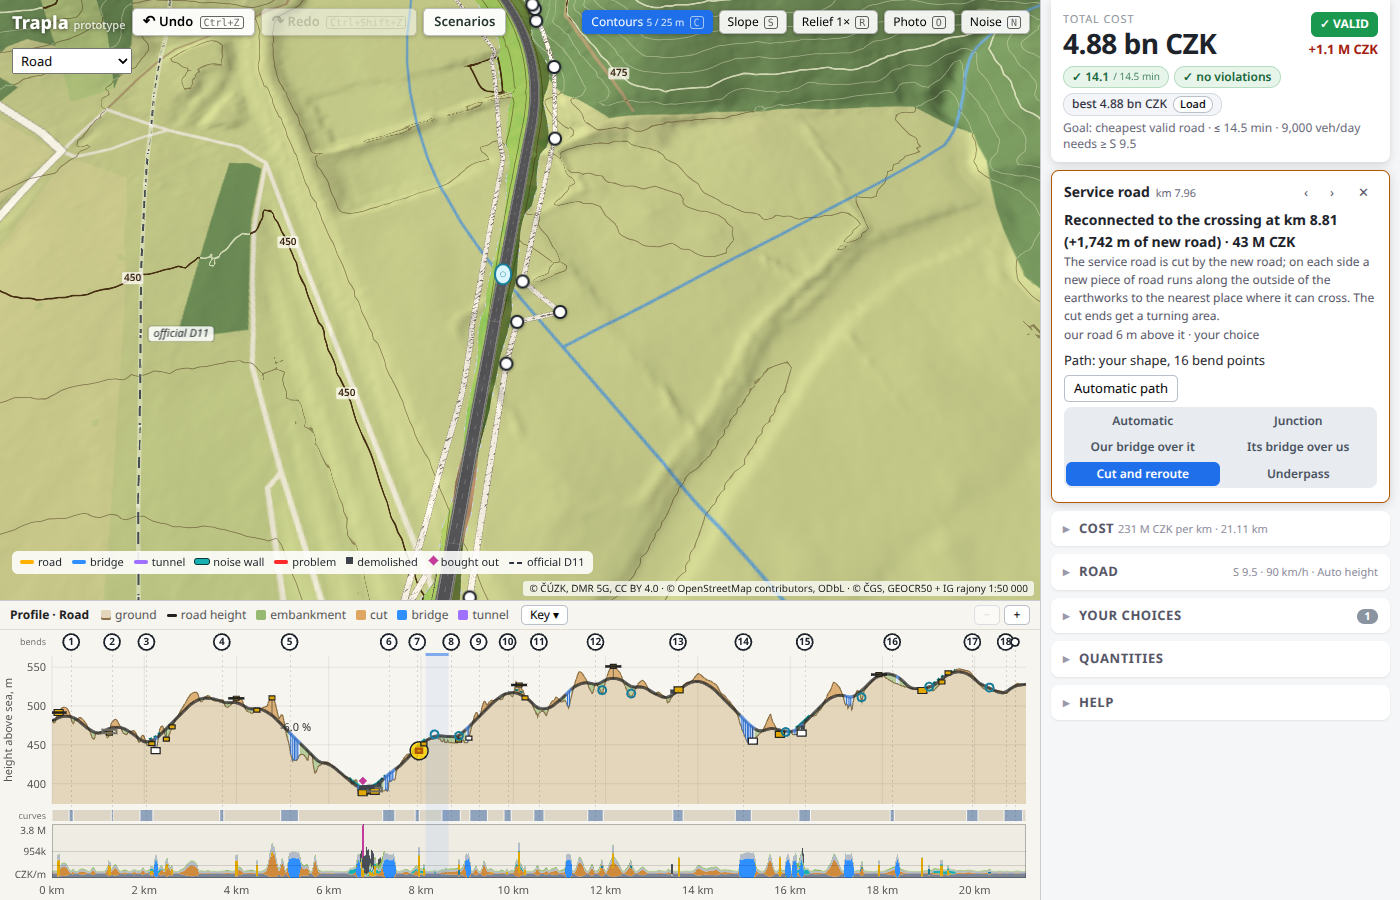 Trapla prototype
↶ Undo Ctrl+Z
↷ Redo Ctrl+Shift+Z
Scenarios
Contours 5 / 25 m C
Slope S
Relief 1× R
Photo O
Noise N
Road
475
450
450
official D11
450
road
bridge
tunnel
noise wall
problem
demolished
bought out
official D11
© ČÚZK, DMR 5G, CC BY 4.0 · © OpenStreetMap contributors, ODbL · © ČGS, GEOCR50 + IG rajony 1:50 000
TOTAL COST
✓ VALID
4.88 bn CZK
+1.1 M CZK
✓ 14.1 / 14.5 min
✓ no violations
best 4.88 bn CZK Load
Goal: cheapest valid road · ≤ 14.5 min · 9,000 veh/day
needs ≥ S 9.5
Service road km 7.96 ‹ › ✕
Reconnected to the crossing at km 8.81
(+1,742 m of new road) · 43 M CZK
The service road is cut by the new road; on each side a
new piece of road runs along the outside of the
earthworks to the nearest place where it can cross. The
cut ends get a turning area.
our road 6 m above it · your choice
Path: your shape, 16 bend points
Automatic path
Automatic
Junction
Our bridge over it
Its bridge over us
Cut and reroute
Underpass
▶ COST 231 M CZK per km · 21.11 km
▶ ROAD S 9.5 · 90 km/h · Auto height
▶ YOUR CHOICES 1
▶ QUANTITIES
▶ HELP
Profile · Road
ground
road height
embankment
cut
bridge
tunnel
Key ▾
− +
bends 1 2 3 4 5 6 7 8 9 10 11 12 13 14 15 16 17 18
height above sea, m
550
500
450
400
6.0 %
curves
3.8 M
954k
CZK/m
0 km 2 km 4 km 6 km 8 km 10 km 12 km 14 km 16 km 18 km 20 km